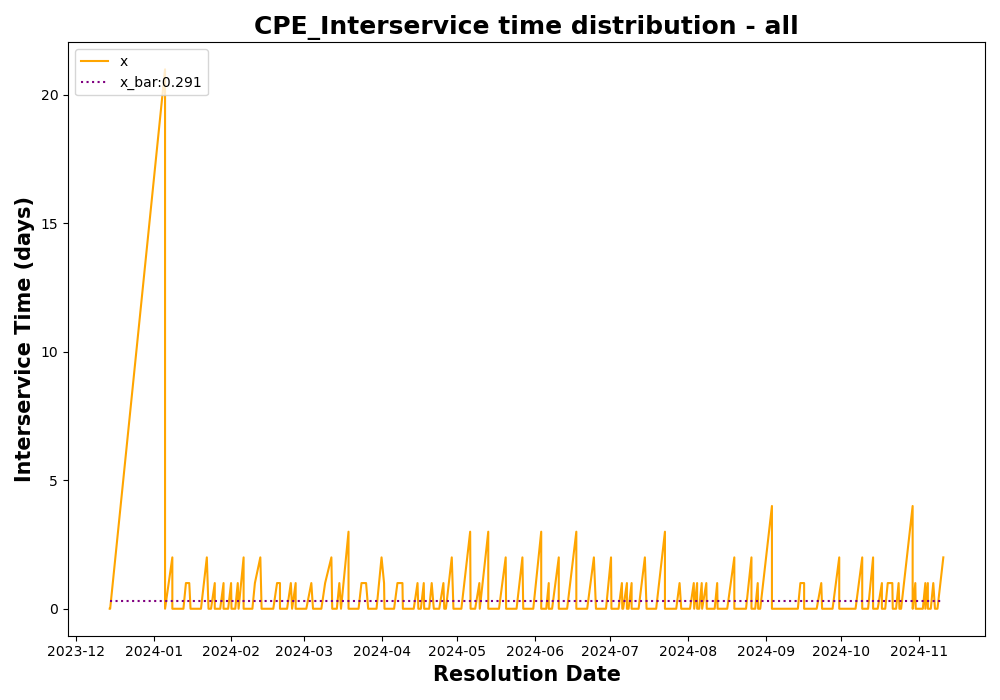 CPE_Interservice time distribution - all
x
x_bar:0.291
Interservice Time (days)
20
15
10
5
0
2023-12 2024-01 2024-02 2024-03 2024-04 2024-05 2024-06 2024-07 2024-08 2024-09 2024-10 2024-11
Resolution Date